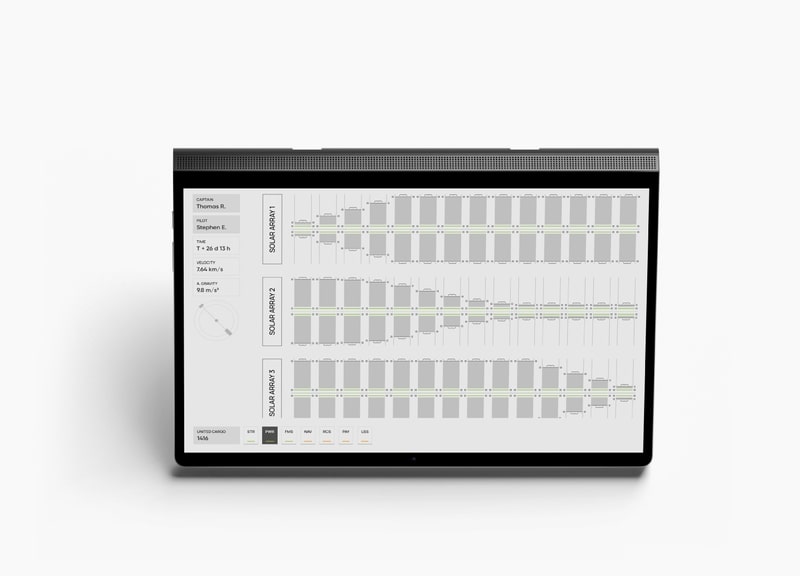 CAPTAIN
Thomas R.
PILOT
Stephen E.
TIME
T + 26 d 13 h
VELOCITY
7.64 km/s
A. GRAVITY
9.8 m/s²
SOLAR ARRAY 1
SOLAR ARRAY 2
SOLAR ARRAY 3
UNITED CARGO
1416
STR
PWR
FMS
NAV
RCS
PAY
LSS